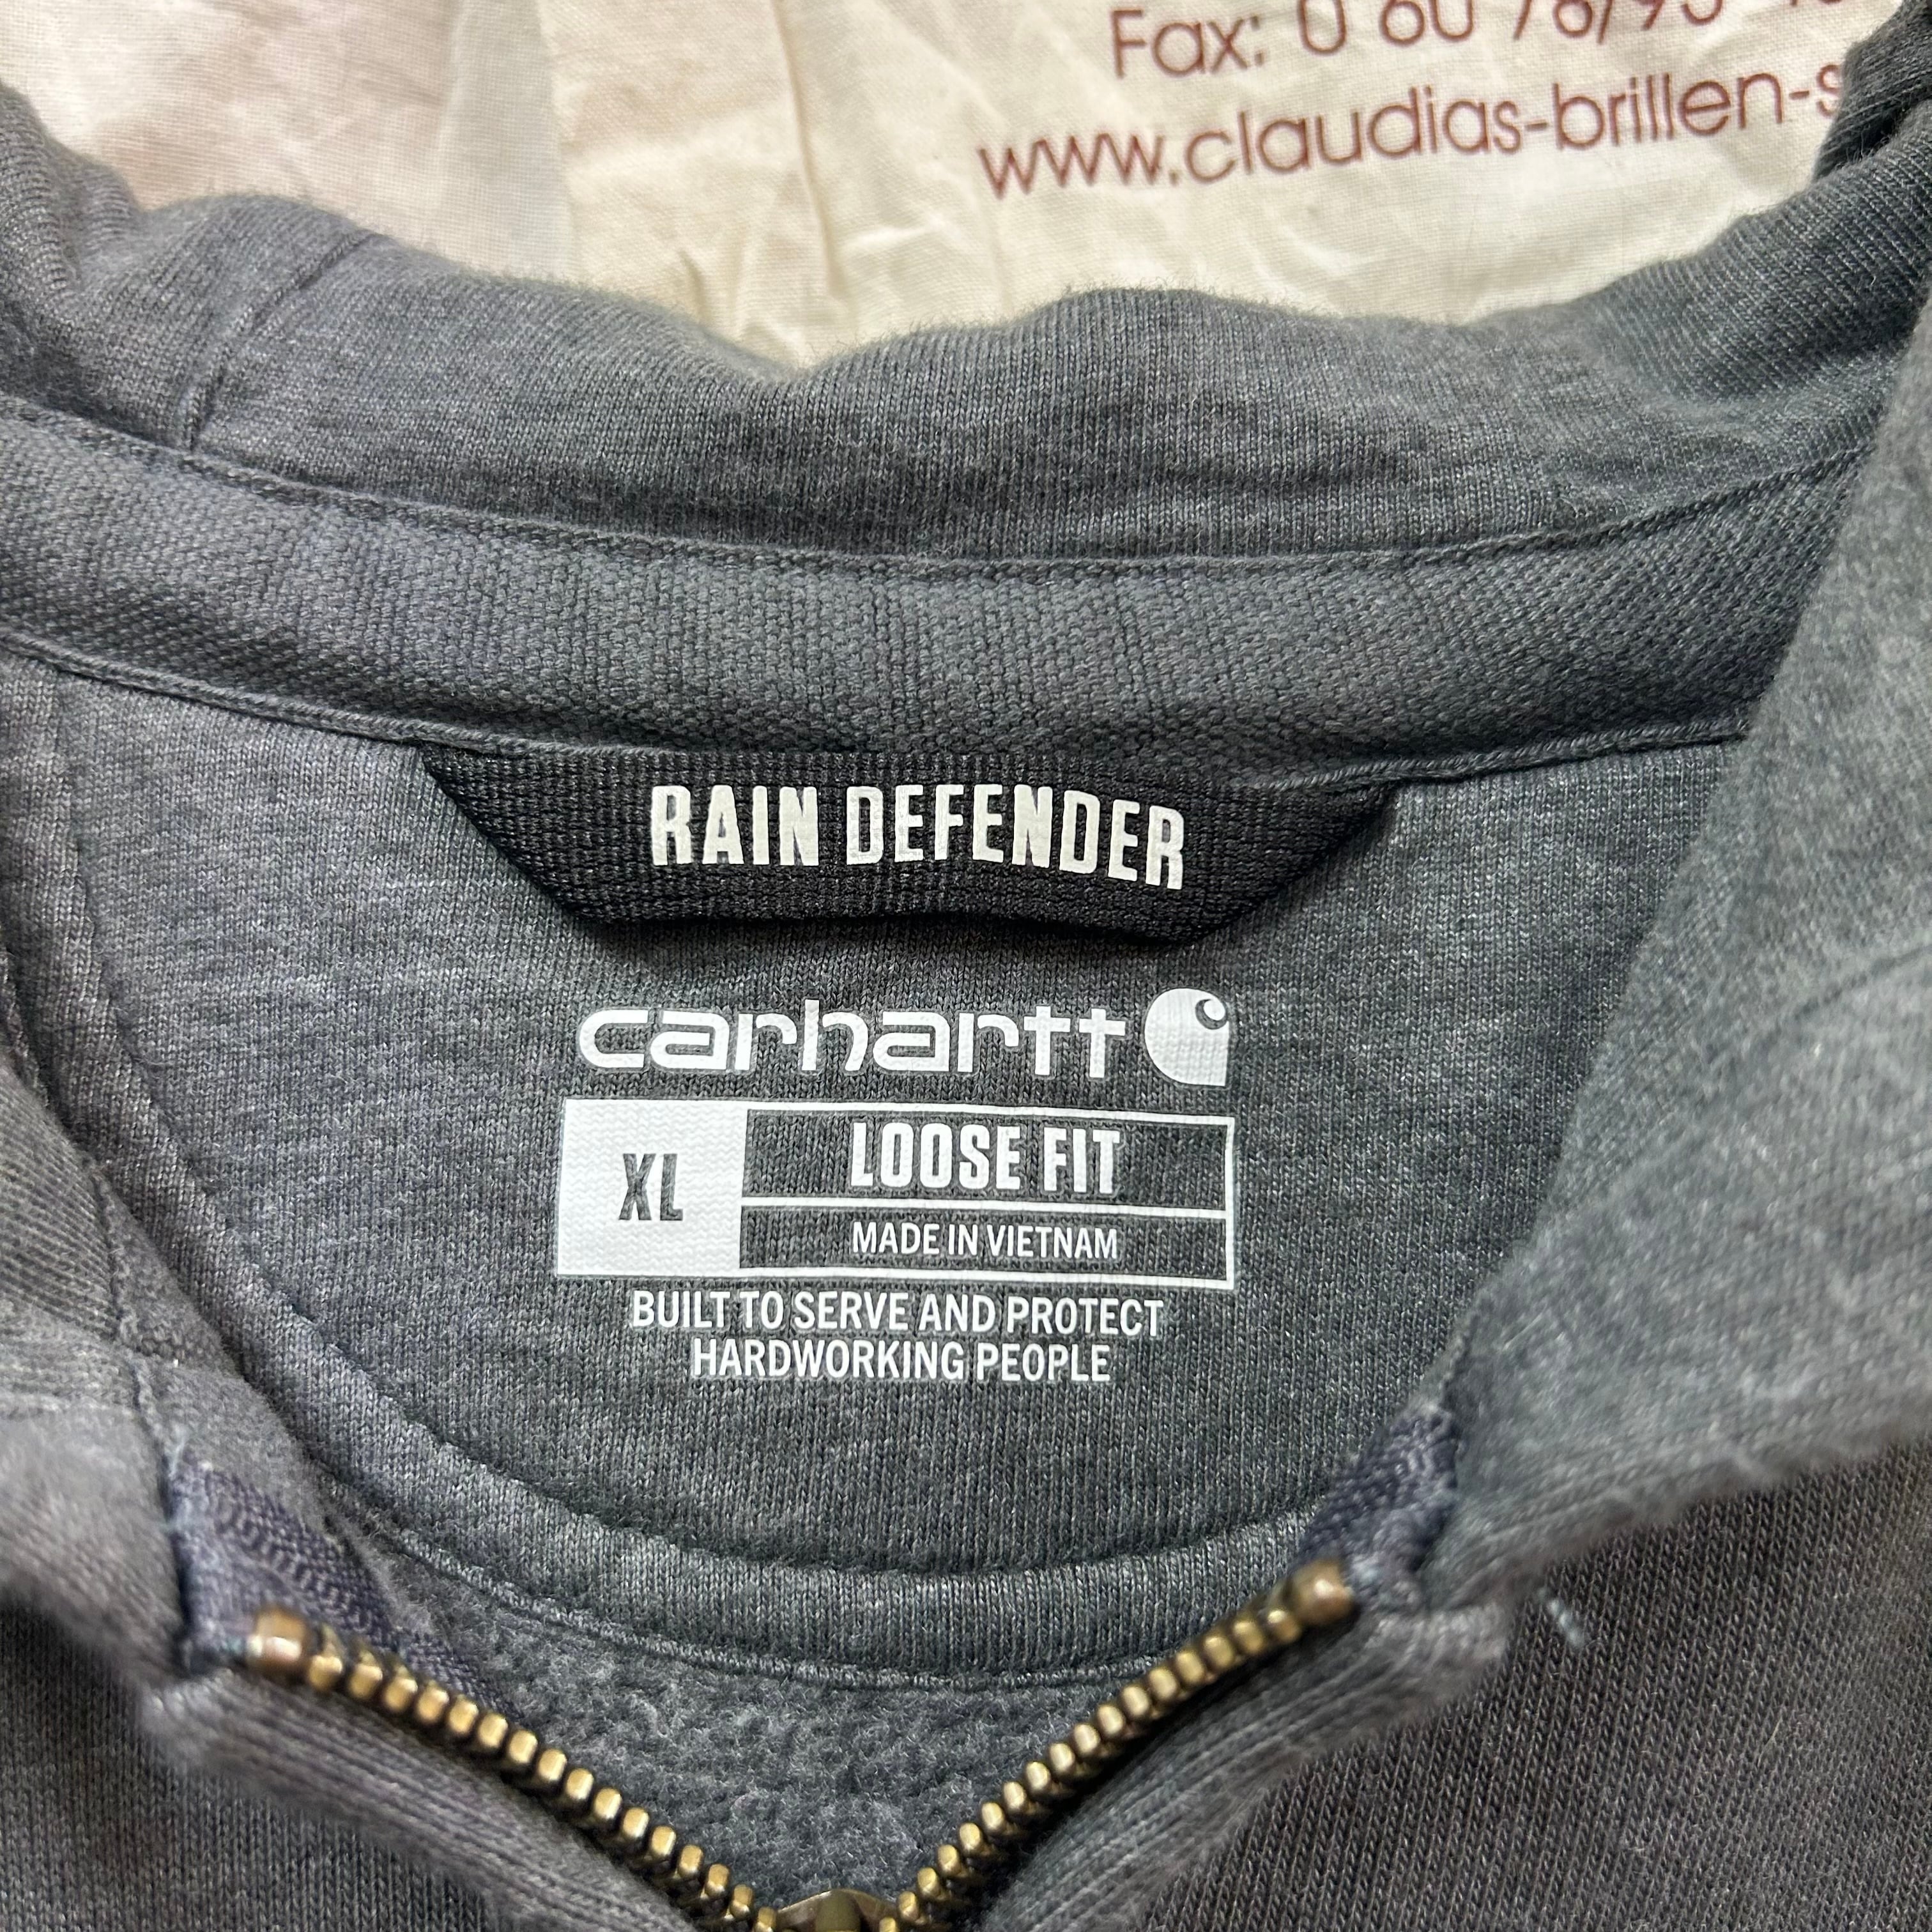 Fax: 0 60 78/93
www.claudias-brillen-s
RAIN DEFENDER
carhartt
XL
LOOSE FIT
MADE IN VIETNAM
BUILT TO SERVE AND PROTECT
HARDWORKING PEOPLE